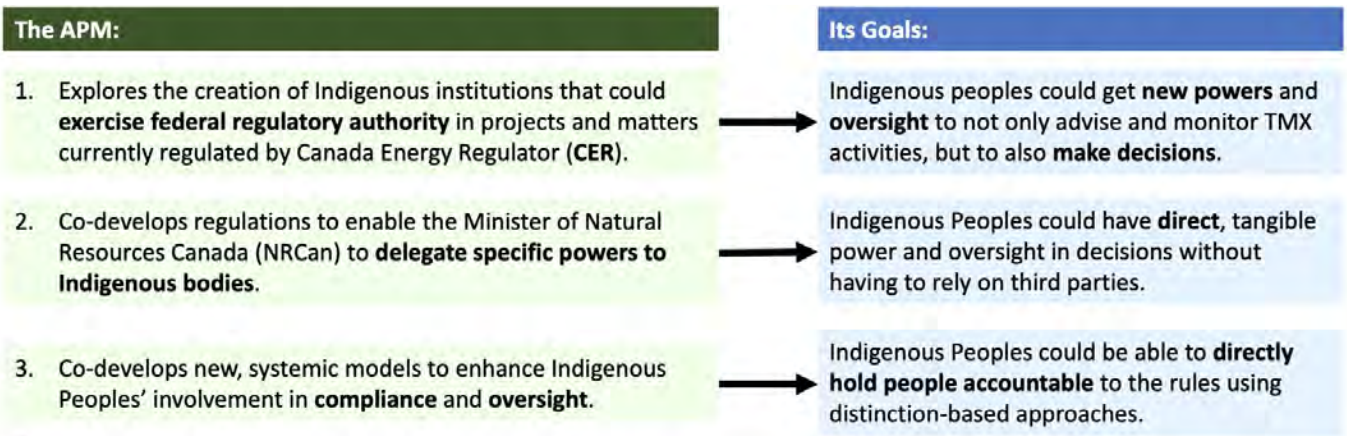 The APM:
Its Goals:
1. Explores the creation of Indigenous institutions that could
exercise federal regulatory authority in projects and matters
currently regulated by Canada Energy Regulator (CER).
Indigenous peoples could get new powers and
oversight to not only advise and monitor TMX
activities, but to also make decisions.
2. Co-develops regulations to enable the Minister of Natural
Resources Canada (NRCan) to delegate specific powers to
Indigenous bodies.
Indigenous Peoples could have direct, tangible
power and oversight in decisions without
having to rely on third parties.
3. Co-develops new, systemic models to enhance Indigenous
Peoples’ involvement in compliance and oversight.
Indigenous Peoples could be able to directly
hold people accountable to the rules using
distinction-based approaches.